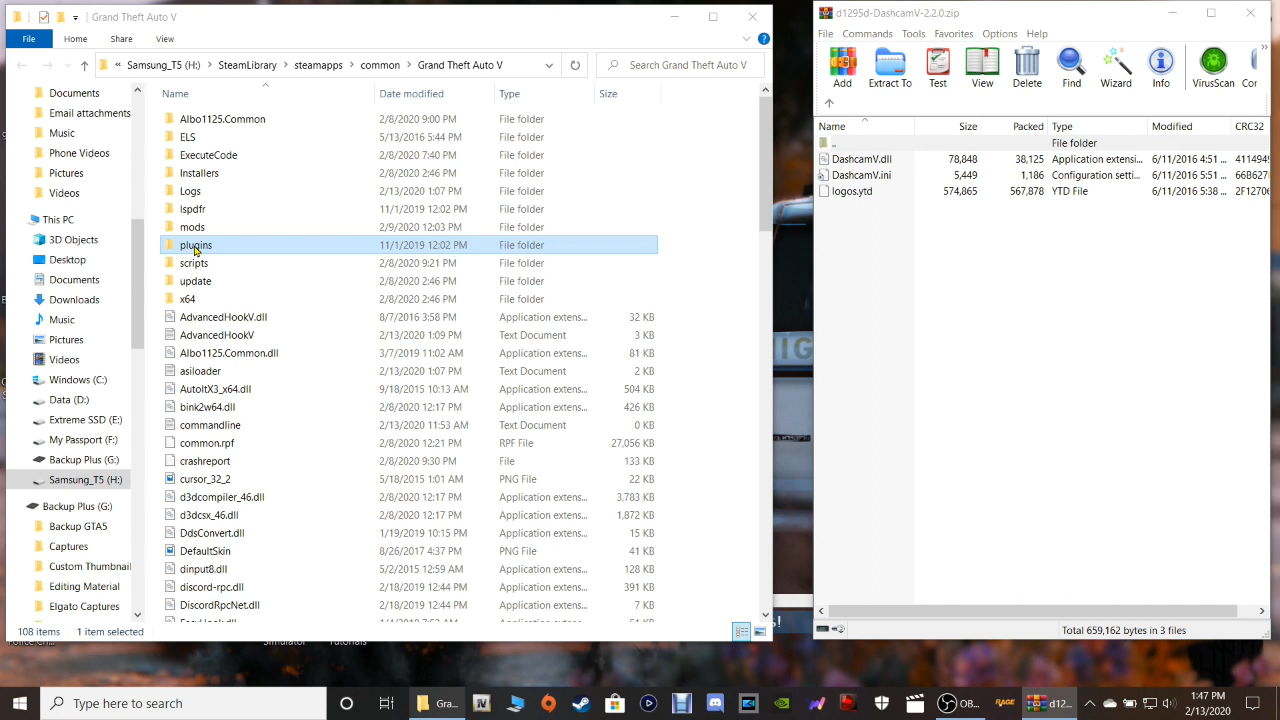 Grand Theft Auto V
File Home Share View
Samsung_T5 (H:) > SteamLibrary > steamapps > common > Grand Theft Auto V
Search Grand Theft Auto V
Documents
Email attachments
Music
Phone Videos
Pictures
Videos
This PC
3D Objects
Desktop
Documents
Downloads
Music
Pictures
Videos
Windows (C:)
Data (D:)
Extreme SSD (E:)
My Passport (F:)
Backup Plus (G:)
Samsung_T5 (H:)
Backup Plus (G:)
Backup GTA5
Captures
Custom Thumbnail
Editing Material
Elgato Captures
Name Date modified Type Size
Albo1125.Common 2/8/2020 9:00 PM File folder
ELS 5/13/2016 5:44 PM File folder
ExecuteCode 2/8/2020 7:40 PM File folder
Installers 2/8/2020 2:46 PM File folder
Logs 2/13/2020 1:07 PM File folder
lspdfr 11/1/2019 12:02 PM File folder
mods 2/9/2020 12:03 PM File folder
plugins 11/1/2019 12:02 PM File folder
scripts 2/8/2020 9:21 PM File folder
update 2/8/2020 2:46 PM File folder
x64 2/8/2020 2:46 PM File folder
AdvancedHookV.dll 8/7/2016 3:58 PM Application extens... 32 KB
AdvancedHookV 2/13/2020 1:09 PM Text Document 3 KB
Albo1125.Common.dll 3/7/2019 11:02 AM Application extens... 81 KB
asiloader 2/13/2020 1:07 PM Text Document 2 KB
AutoItX3_x64.dll 9/18/2015 10:13 AM Application extens... 504 KB
bink2w64.dll 2/8/2020 12:17 PM Application extens... 426 KB
commandline 2/13/2020 11:53 AM Text Document 0 KB
common.rpf 2/8/2020 12:21 PM RPF File 27,056 KB
crashreport 2/8/2020 9:30 PM File 133 KB
cursor_32_2 5/18/2015 1:01 AM PNG File 22 KB
d3dcompiler_46.dll 2/8/2020 12:17 PM Application extens... 3,783 KB
d3dcsx_46.dll 2/8/2020 12:17 PM Application extens... 1,872 KB
DdsConvert.dll 1/19/2019 10:15 PM Application extens... 15 KB
DefaultSkin 8/26/2017 4:37 PM PNG File 41 KB
dinput8.dll 5/2/2015 12:59 AM Application extens... 128 KB
discord-rpc.dll 2/18/2019 12:44 PM Application extens... 391 KB
DiscordRpcNet.dll 2/18/2019 12:44 PM Application extens... 7 KB
108 items 1 item selected
d1295d-DashcamV-2.2.0.zip
File Commands Tools Favorites Options Help
Add Extract To Test View Delete Find Wizard Info VirusScan
Name Size Packed Type Modified CRC32
.. File folder
DashcamV.dll 78,848 38,125 Application extensi... 6/11/2016 4:51 ...
DashcamV.ini 5,449 1,186 Configuration setti... 6/11/2016 5:51 ... 66B627
logos.ytd 574,865 567,878 YTD File 6/11/2016 5:38 ... 2F1270
Total 659,162 bytes in 3 files
Simulator Tutorials
Type here to search
Gra...
OB...
RAGE
d12...
1:47 PM
2/13/2020